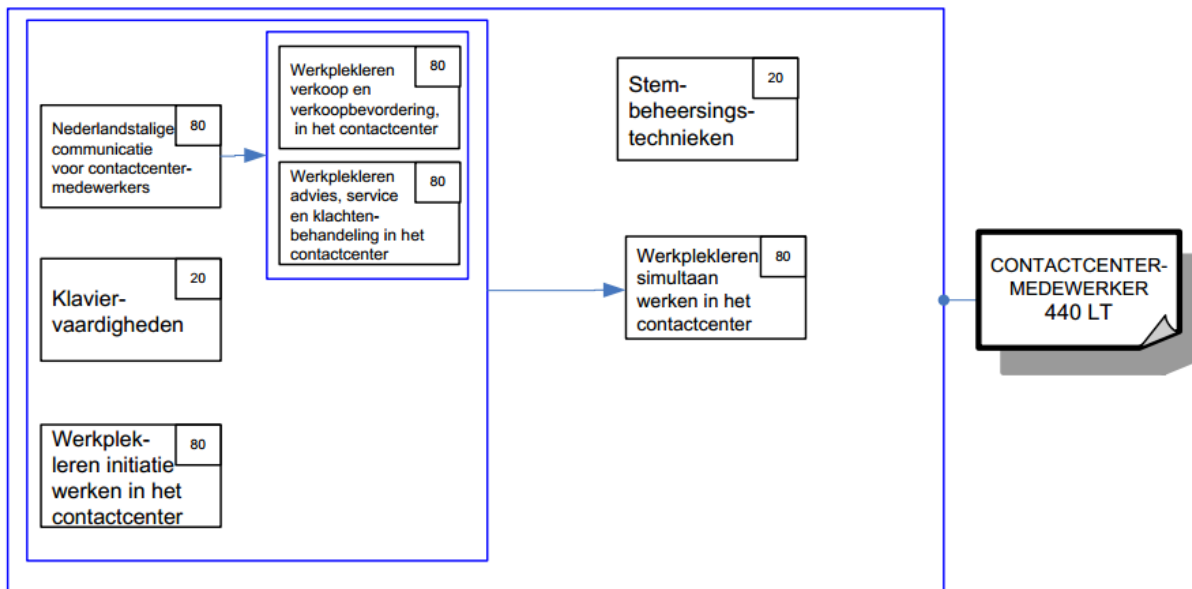 Nederlandstalige
communicatie
voor contactcenter-
medewerkers
80
Klavier-
vaardigheden
20
Werkplek-
leren initiatie
werken in het
contactcenter
80
Werkplekleren
verkoop en
verkoopbevordering,
in het contactcenter
80
Werkplekleren
advies, service
en klachten-
behandeling in het
contactcenter
80
Stem-
beheersings-
technieken
20
Werkplekleren
simultaan
werken in het
contactcenter
80
CONTACTCENTER-
MEDEWERKER
440 LT